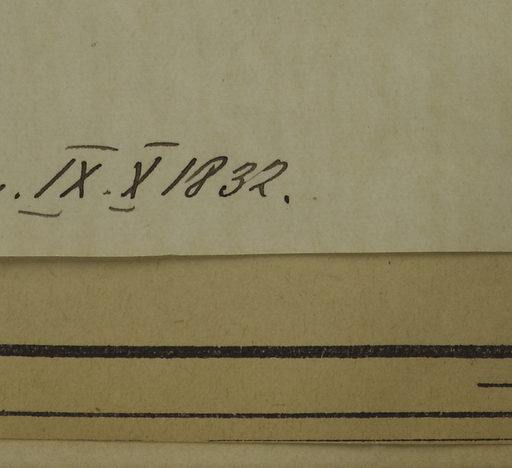 . IX. X 1832.